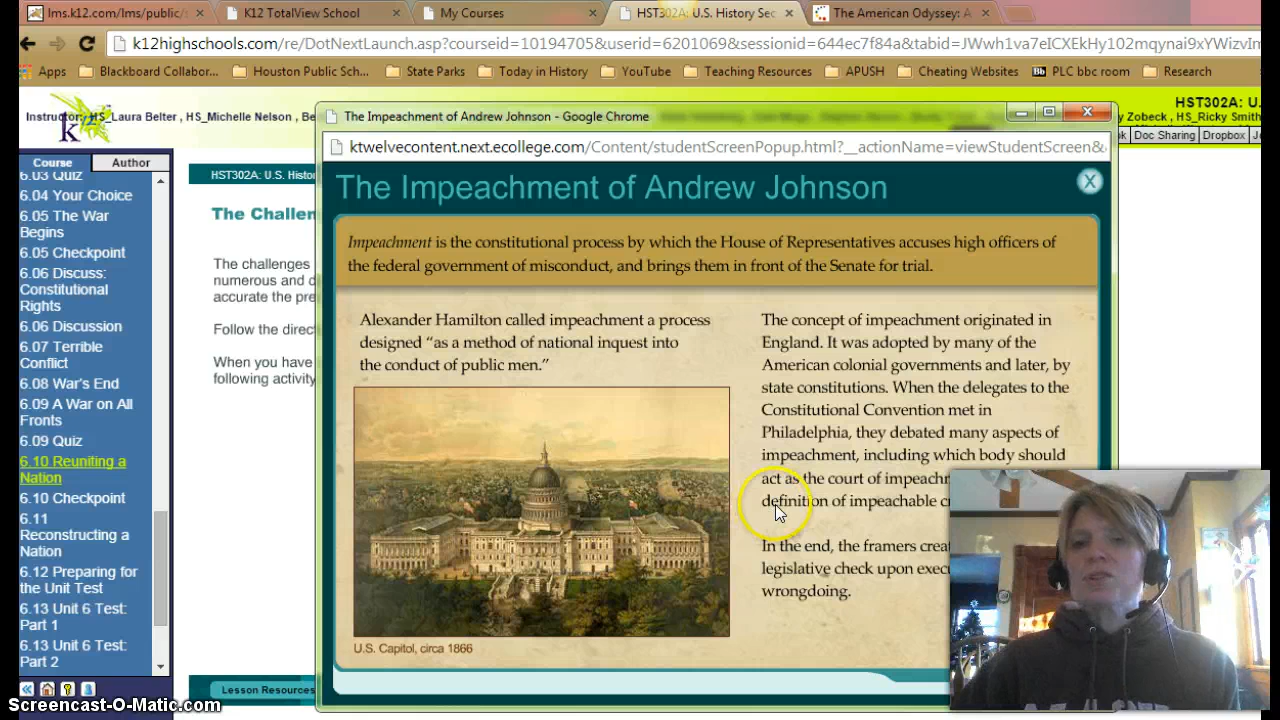 lms.k12.com/lms/public/
K12 TotalView School
My Courses
HST302A: U.S. History Sec
The American Odyssey: A
k12highschools.com/re/DotNextLaunch.asp?courseid=10194705&userid=6201069&sessionid=644ec7f84a&tabid=
Apps
Blackboard Collabor...
Houston Public Sch...
State Parks
Today in History
YouTube
Teaching Resources
APUSH
Cheating Websites
Bb PLC bbc room
Research
HST302A: U.
Instructor: HS_Laura Belter , HS_Michelle Nelson , Be
y Zobeck , HS_Ricky Smith
k12
Doc Sharing
Dropbox
Course
Author
6.03 Quiz
6.04 Your Choice
6.05 The War
Begins
6.05 Checkpoint
6.06 Discuss:
Constitutional
Rights
6.06 Discussion
6.07 Terrible
Conflict
6.08 War's End
6.09 A War on All
Fronts
6.09 Quiz
6.10 Reuniting a
Nation
6.10 Checkpoint
6.11
Reconstructing a
Nation
6.12 Preparing for
the Unit Test
6.13 Unit 6 Test:
Part 1
6.13 Unit 6 Test:
Part 2
HST302A: U.S. Histo
The Challen
The challenges
numerous and d
accurate the pre
Follow the direct
When you have
following activity
Lesson Resources
The Impeachment of Andrew Johnson - Google Chrome
ktwelvecontent.next.ecollege.com/Content/studentScreenPopup.html?__actionName=viewStudentScreen&
The Impeachment of Andrew Johnson
X
Impeachment is the constitutional process by which the House of Representatives accuses high officers of
the federal government of misconduct, and brings them in front of the Senate for trial.
Alexander Hamilton called impeachment a process
designed “as a method of national inquest into
the conduct of public men.”
U.S. Capitol, circa 1866
The concept of impeachment originated in
England. It was adopted by many of the
American colonial governments and later, by
state constitutions. When the delegates to the
Constitutional Convention met in
Philadelphia, they debated many aspects of
impeachment, including which body should
act as the court of impeachm
definition of impeachable c
In the end, the framers creat
legislative check upon execu
wrongdoing.
Screencast-O-Matic.com